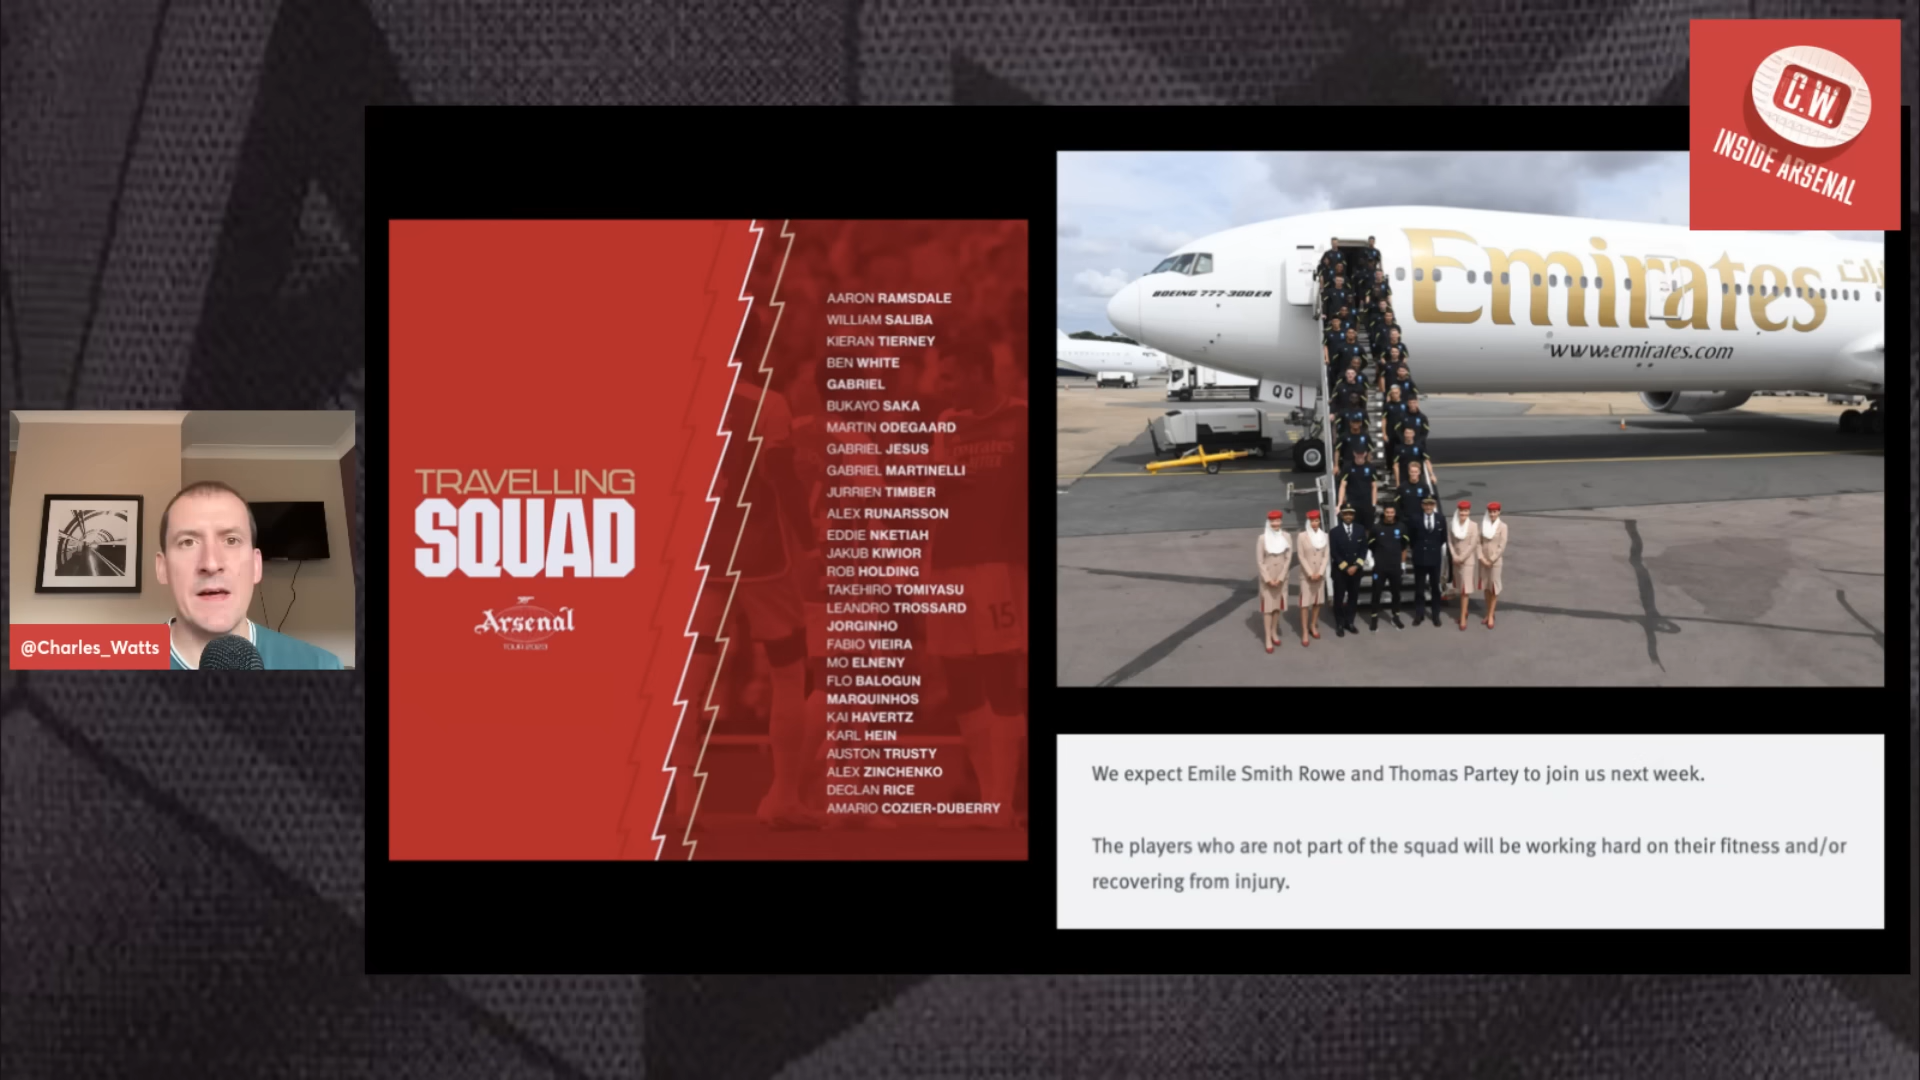 C.W.
INSIDE ARSENAL
@Charles_Watts
TRAVELLING
SQUAD
Arsenal
TOUR 2023
AARON RAMSDALE
WILLIAM SALIBA
KIERAN TIERNEY
BEN WHITE
GABRIEL
BUKAYO SAKA
MARTIN ODEGAARD
GABRIEL JESUS
GABRIEL MARTINELLI
JURRIEN TIMBER
ALEX RUNARSSON
EDDIE NKETIAH
JAKUB KIWIOR
ROB HOLDING
TAKEHIRO TOMIYASU
LEANDRO TROSSARD
JORGINHO
FABIO VIEIRA
MO ELNENY
FLO BALOGUN
MARQUINHOS
KAI HAVERTZ
KARL HEIN
AUSTON TRUSTY
ALEX ZINCHENKO
DECLAN RICE
AMARIO COZIER-DUBERRY
15
BOEING 777-300ER
Emirates
www.emirates.com
QG
We expect Emile Smith Rowe and Thomas Partey to join us next week.
The players who are not part of the squad will be working hard on their fitness and/or
recovering from injury.